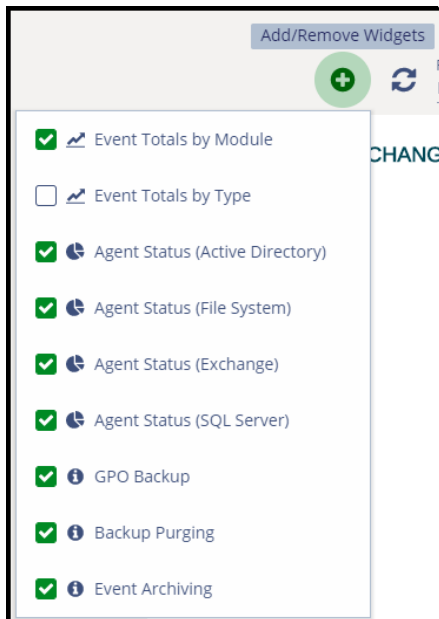 Add/Remove Widgets
Event Totals by Module
CHANG
Event Totals by Type
Agent Status (Active Directory)
Agent Status (File System)
Agent Status (Exchange)
Agent Status (SQL Server)
GPO Backup
Backup Purging
Event Archiving